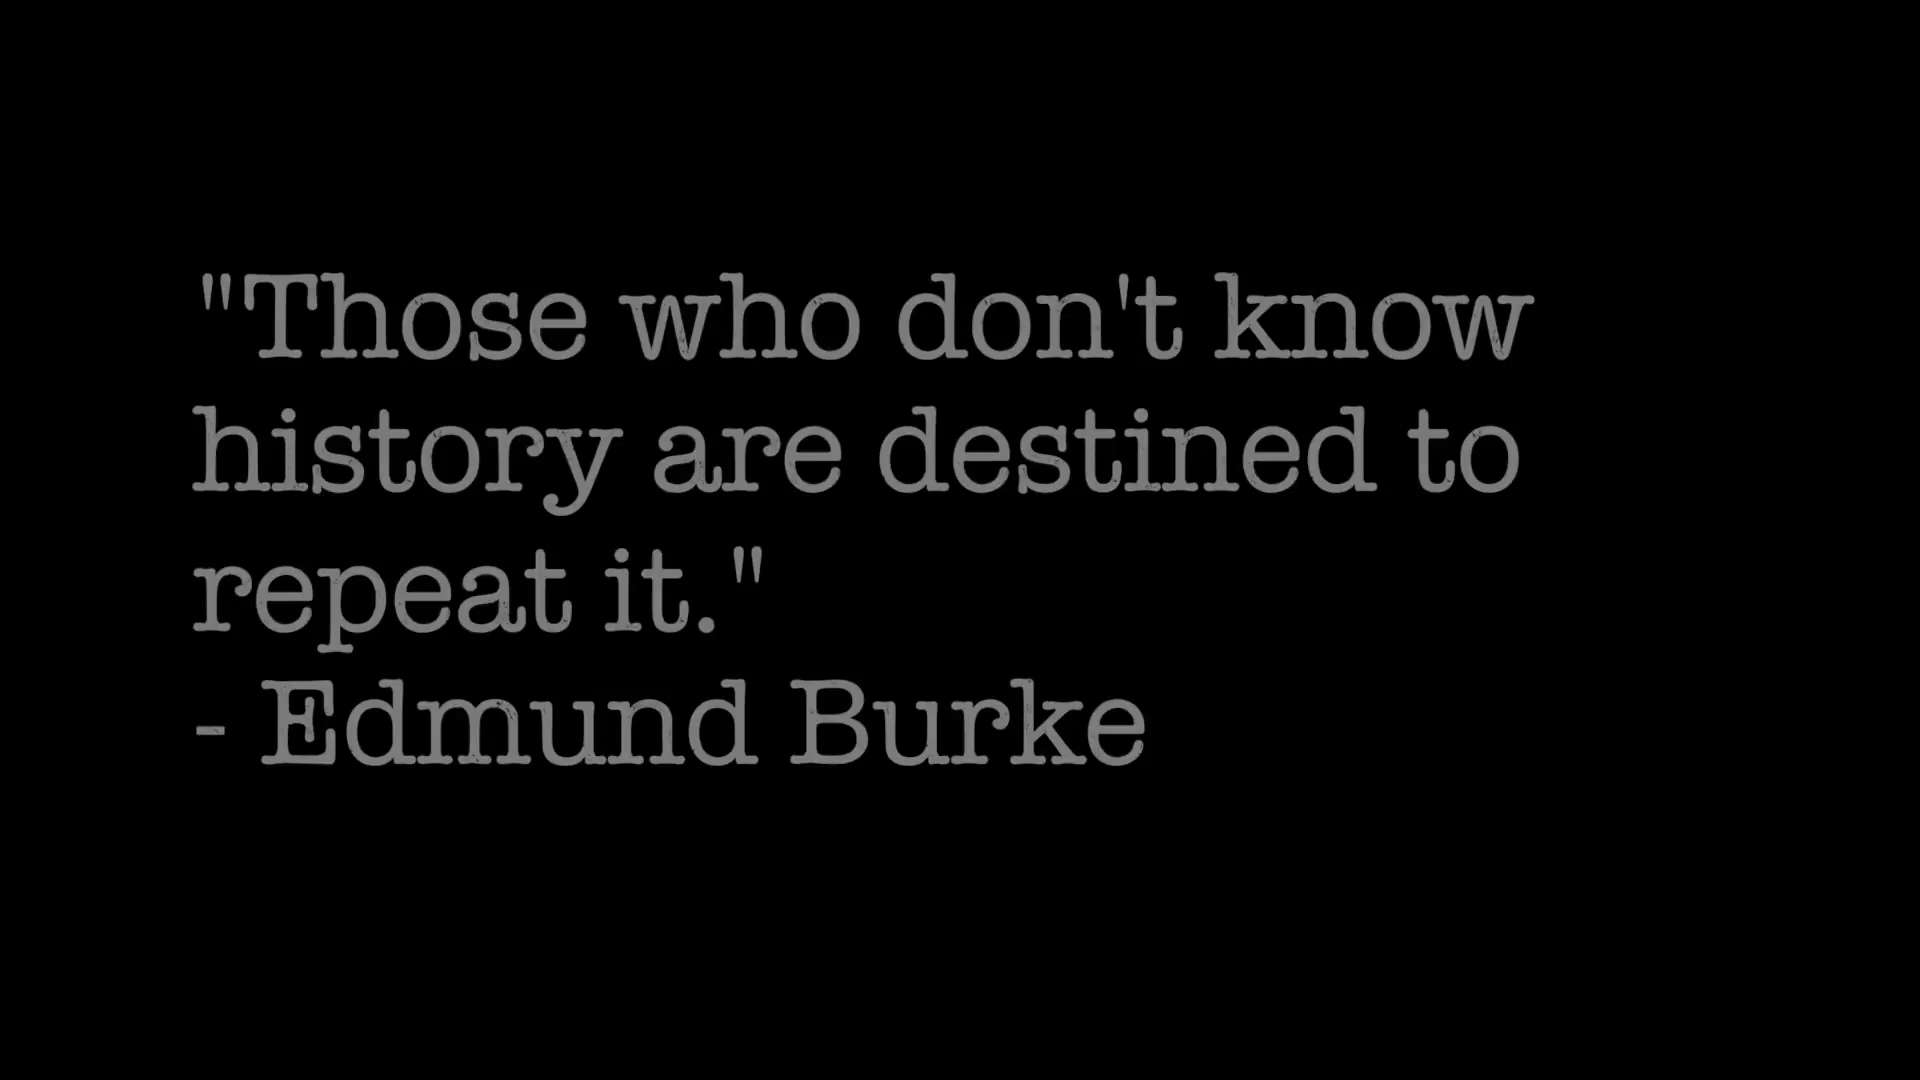 "Those who don't know
history are destined to
repeat it."
- Edmund Burke